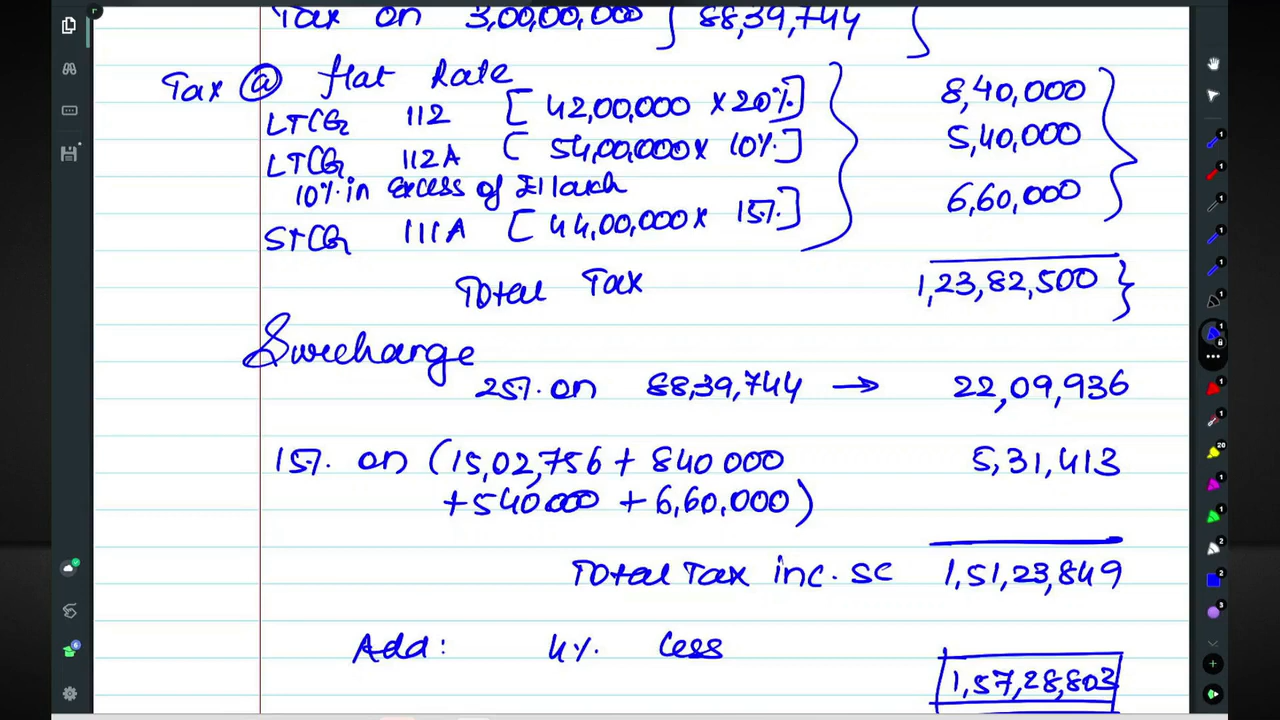 Tax on 3,00,00,000 } 88,39,744 }
Tax @ flat Rate
LTCG 112 [ 42,00,000 x 20% ] 8,40,000
LTCG 112A [ 54,00,000 x 10% ] 5,40,000
10% in excess of ₹1 lakh
STCG 111A [ 44,00,000 x 15% ] 6,60,000
Total Tax 1,23,82,500 }
Surcharge
25% on 88,39,744 → 22,09,936
15% on (15,02,756 + 840000 5,31,413
+ 540000 + 6,60,000)
Total Tax inc. SC 1,51,23,849
Add: 4% Cess
1,57,28,803